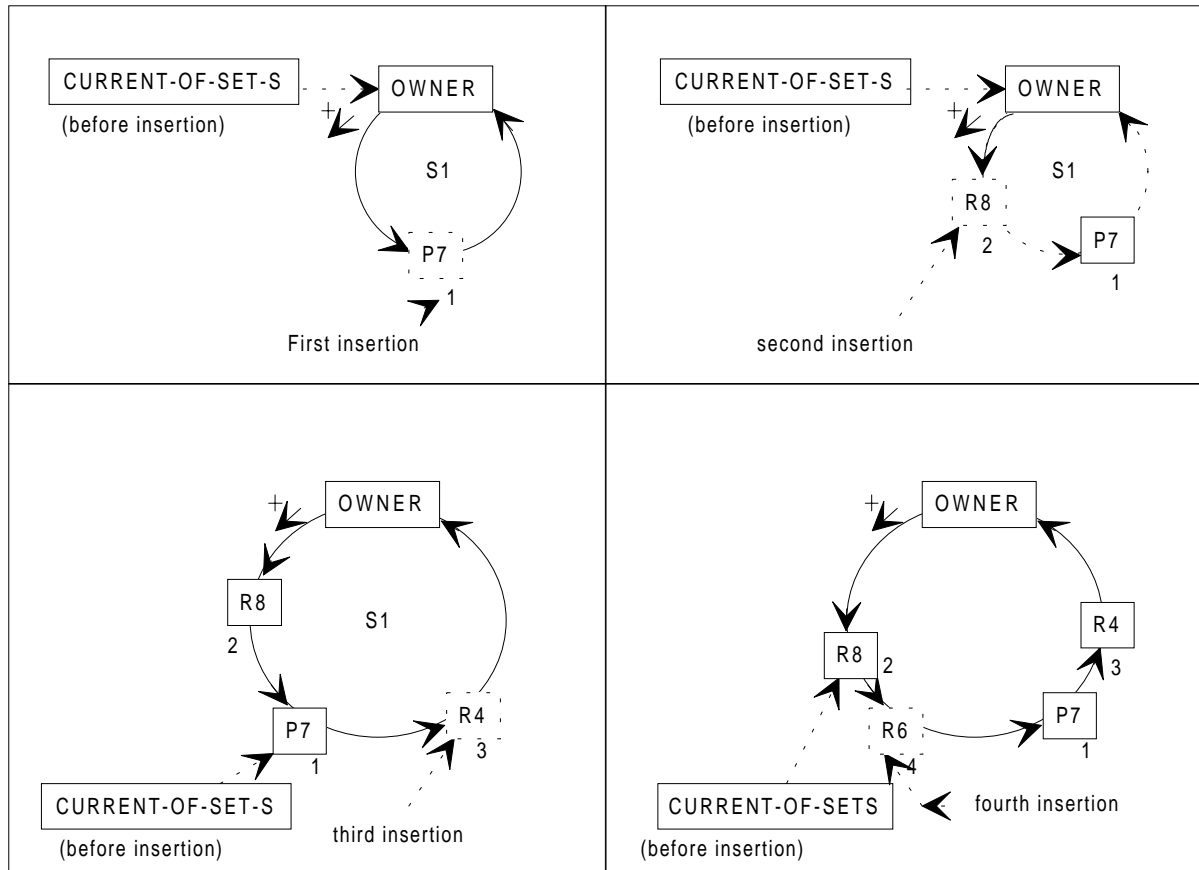 CURRENT-OF-SET-S
OWNER
(before insertion)
+
S1
P7
1
First insertion
CURRENT-OF-SET-S
OWNER
(before insertion)
+
S1
R8
2
P7
1
second insertion
+
OWNER
R8
S1
2
R4
P7
3
1
CURRENT-OF-SET-S
third insertion
(before insertion)
+
OWNER
R4
R8
2
3
R6
P7
1
4
CURRENT-OF-SETS
fourth insertion
(before insertion)